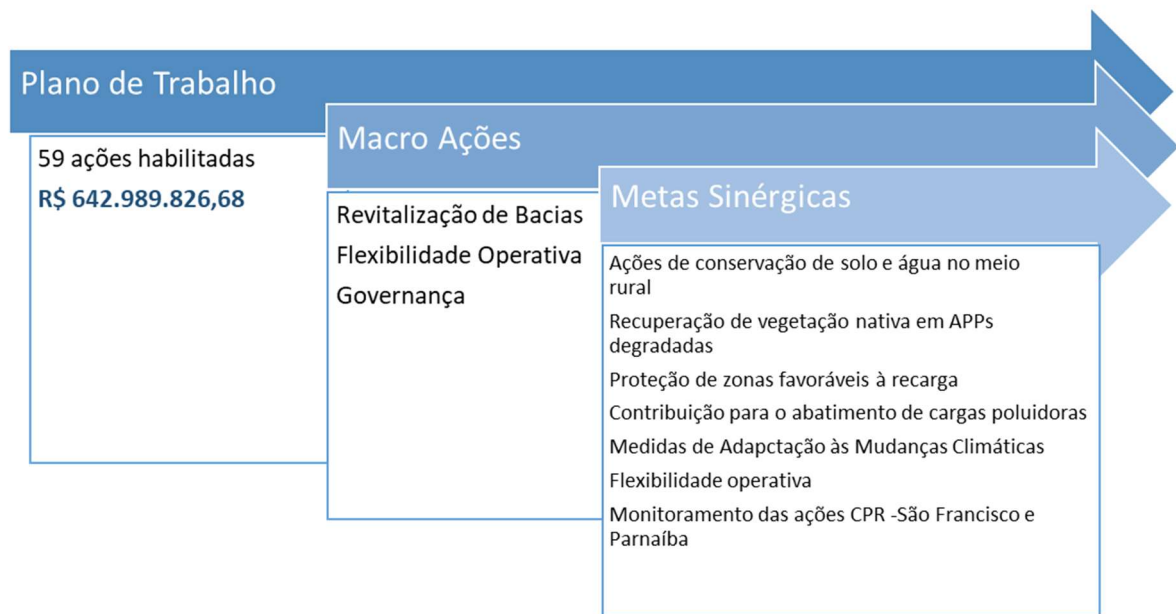 Plano de Trabalho
59 ações habilitadas
R$ 642.989.826,68
Macro Ações
Revitalização de Bacias
Flexibilidade Operativa
Governança
Metas Sinérgicas
Ações de conservação de solo e água no meio
rural
Recuperação de vegetação nativa em APPs
degradadas
Proteção de zonas favoráveis à recarga
Contribuição para o abatimento de cargas poluidoras
Medidas de Adapctação às Mudanças Climáticas
Flexibilidade operativa
Monitoramento das ações CPR -São Francisco e
Parnaíba